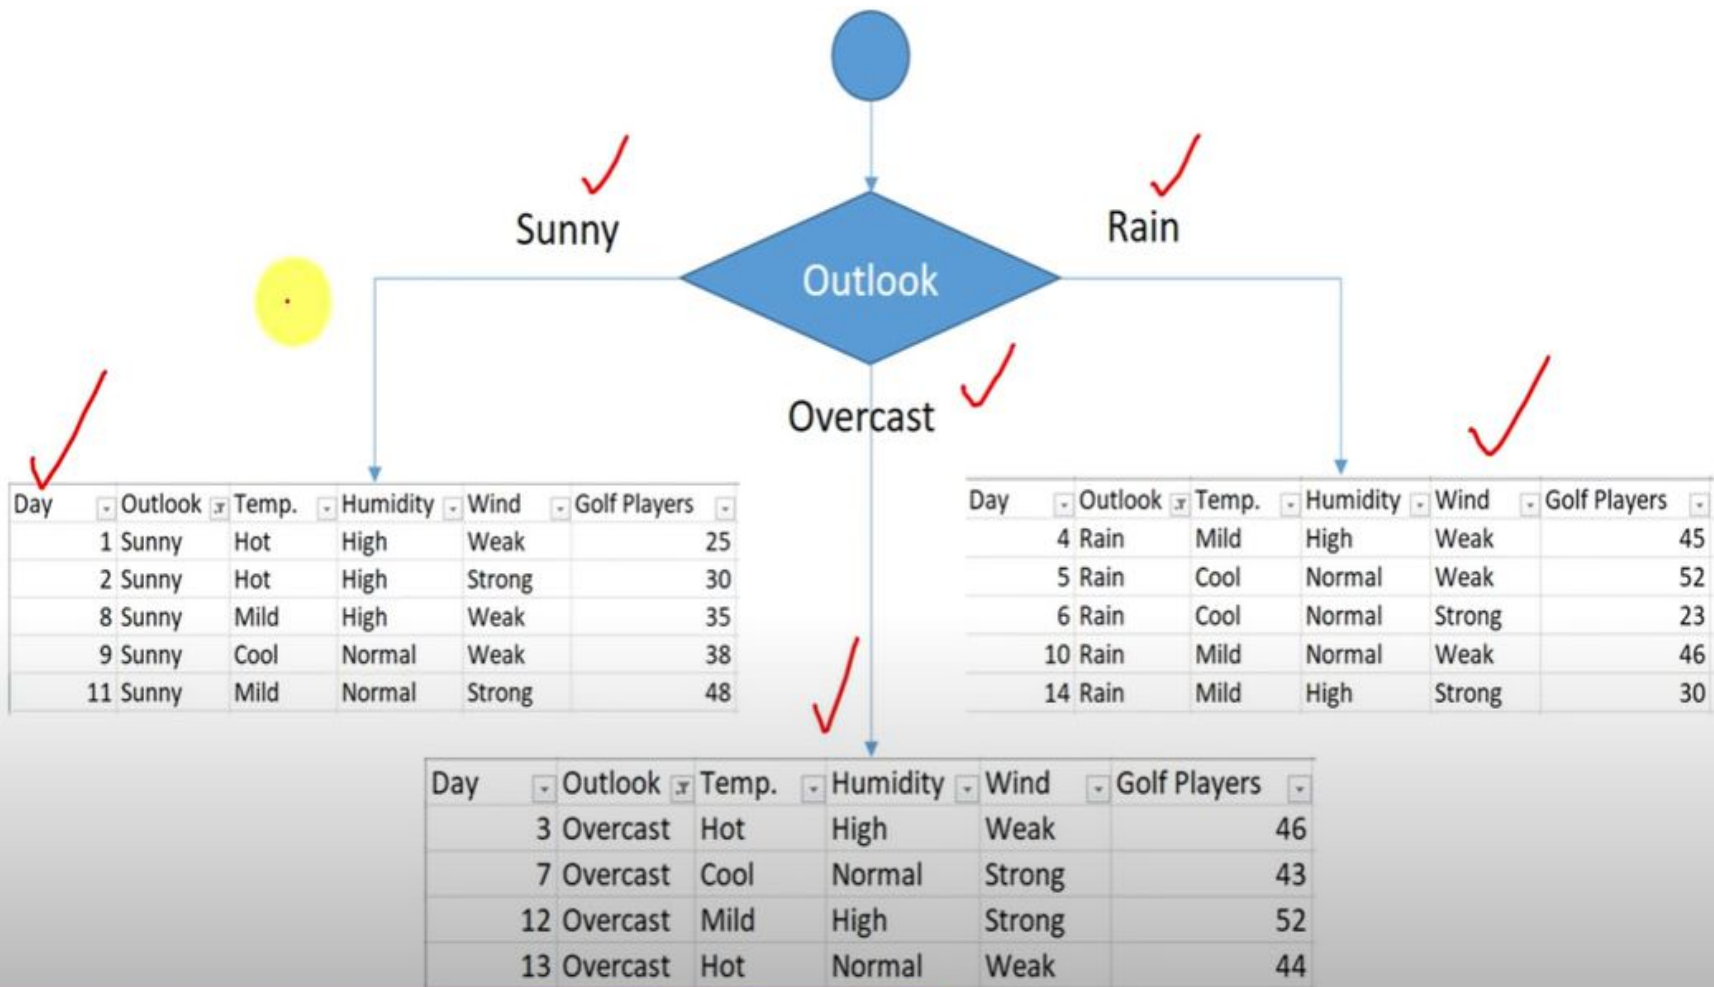 Sunny
Rain
Outlook
Overcast
Day Outlook Temp. Humidity Wind Golf Players
1 Sunny Hot High Weak 25
2 Sunny Hot High Strong 30
8 Sunny Mild High Weak 35
9 Sunny Cool Normal Weak 38
11 Sunny Mild Normal Strong 48
Day Outlook Temp. Humidity Wind Golf Players
4 Rain Mild High Weak 45
5 Rain Cool Normal Weak 52
6 Rain Cool Normal Strong 23
10 Rain Mild Normal Weak 46
14 Rain Mild High Strong 30
Day Outlook Temp. Humidity Wind Golf Players
3 Overcast Hot High Weak 46
7 Overcast Cool Normal Strong 43
12 Overcast Mild High Strong 52
13 Overcast Hot Normal Weak 44